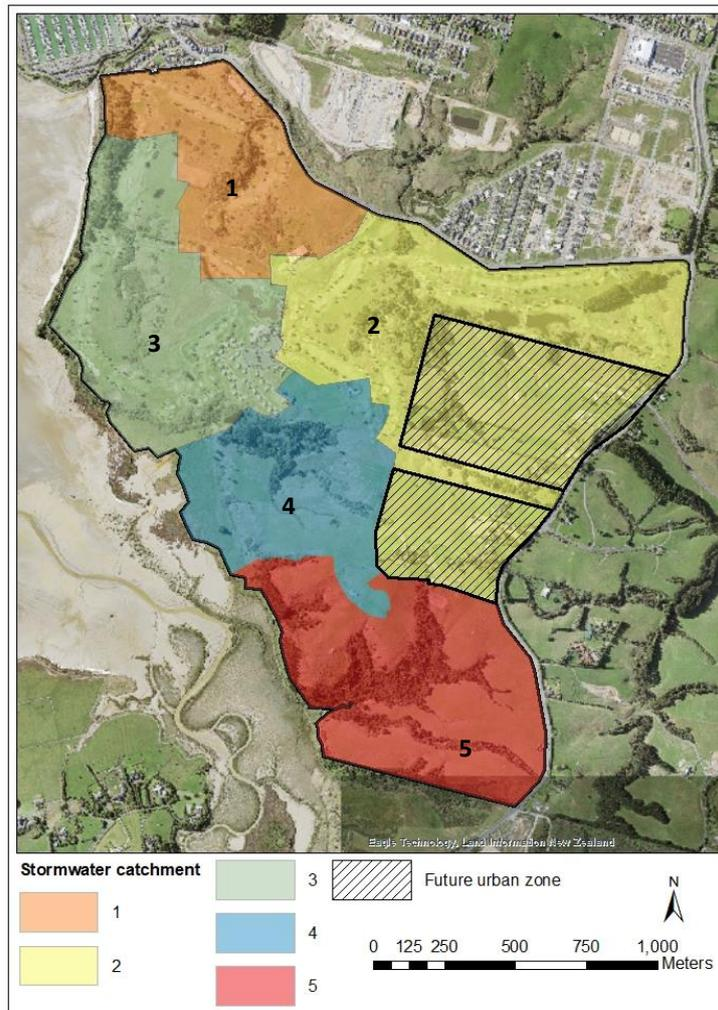 1
2
3
4
5
Eagle Technology, Land Information New Zealand
Stormwater catchment
1
2
3
4
5
Future urban zone
N
0 125 250 500 750 1,000
Meters